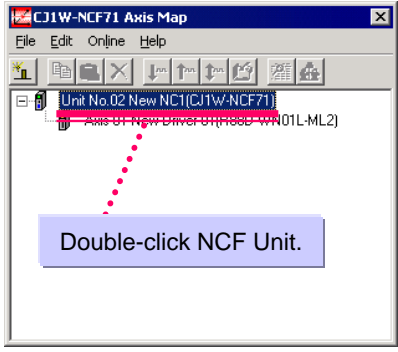 CJ1W-NCF71 Axis Map
File Edit Online Help
Unit No.02 New NC1(CJ1W-NCF71)
Axis 01 New Driver 01(R88D-WN01L-ML2)
Double-click NCF Unit.